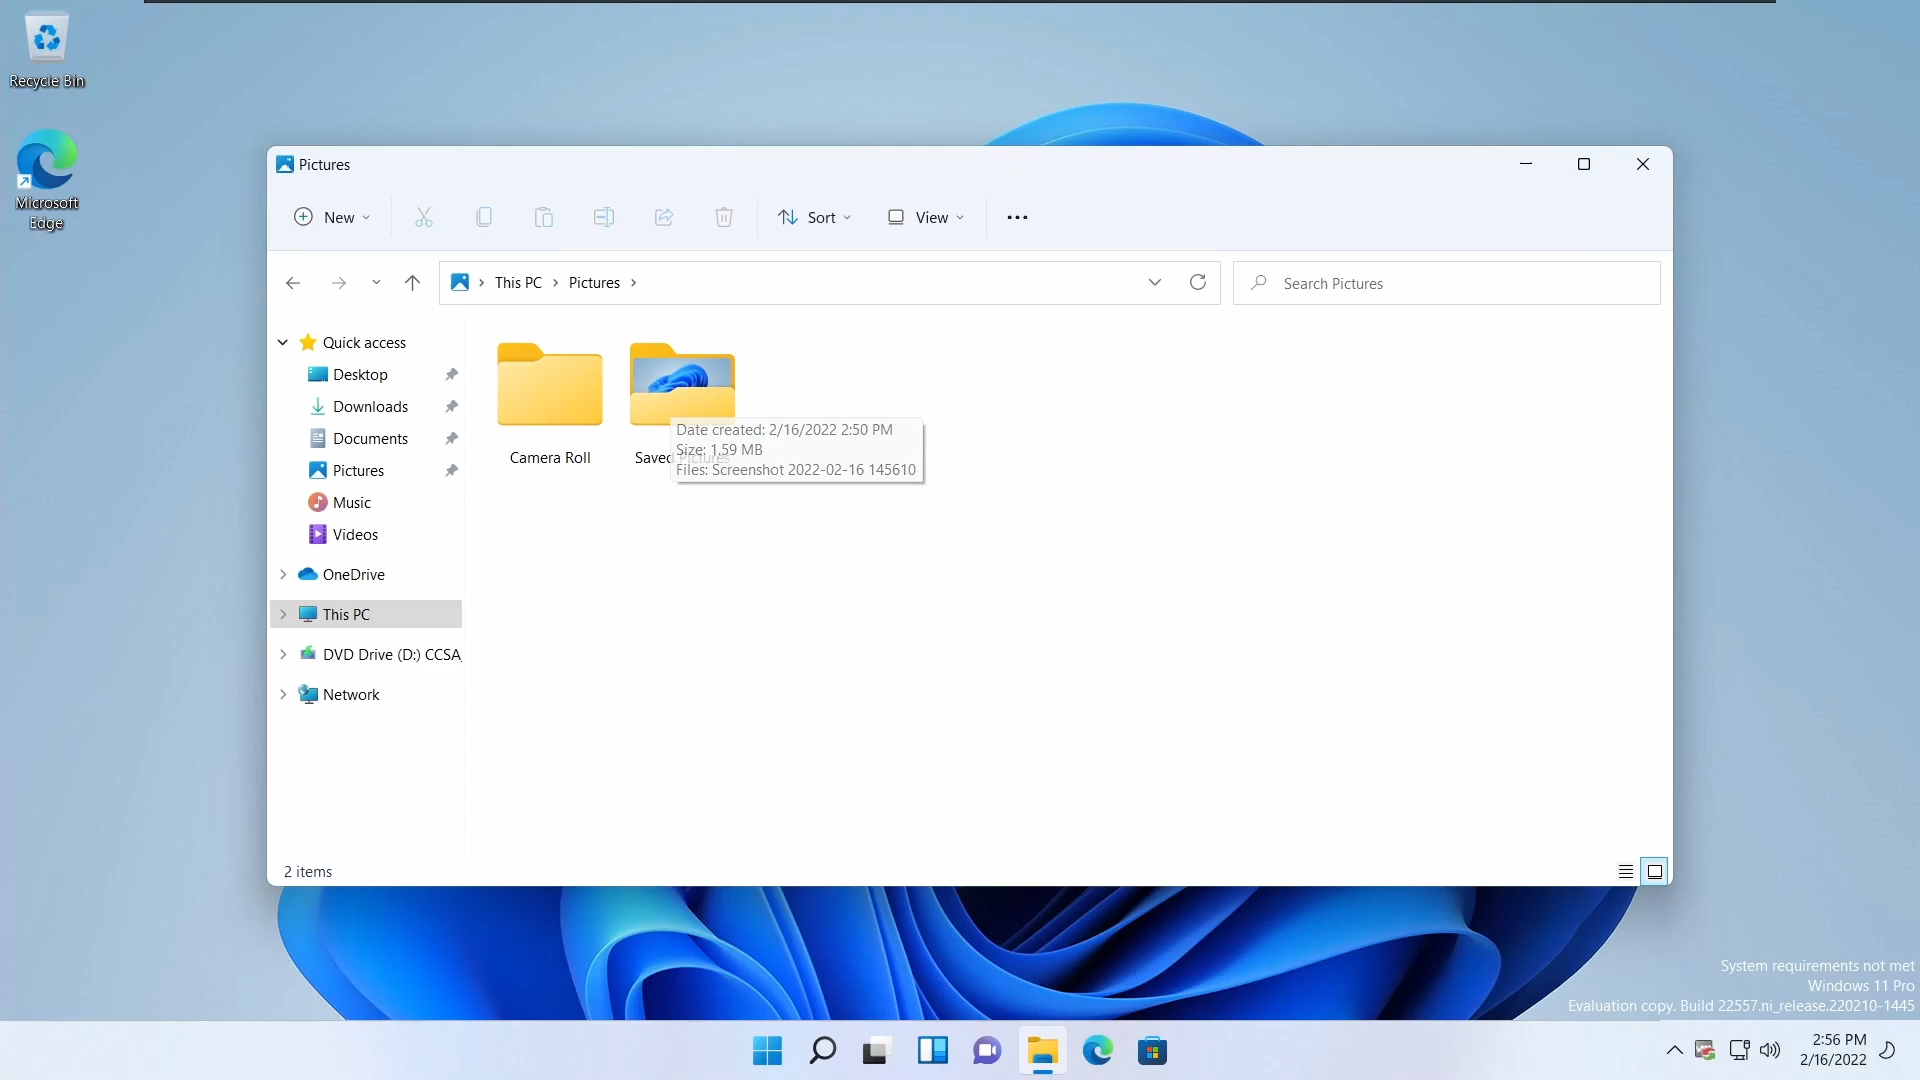 Recycle Bin
Microsoft
Edge
Pictures
New
Sort
View
This PC
Pictures
Search Pictures
Quick access
Desktop
Downloads
Documents
Pictures
Music
Videos
OneDrive
This PC
DVD Drive (D:) CCSA
Network
Camera Roll
Saved Pictures
Date created: 2/16/2022 2:50 PM
Size: 1.59 MB
Files: Screenshot 2022-02-16 145610
2 items
System requirements not met
Windows 11 Pro
Evaluation copy. Build 22557.ni_release.220210-1445
2:56 PM
2/16/2022